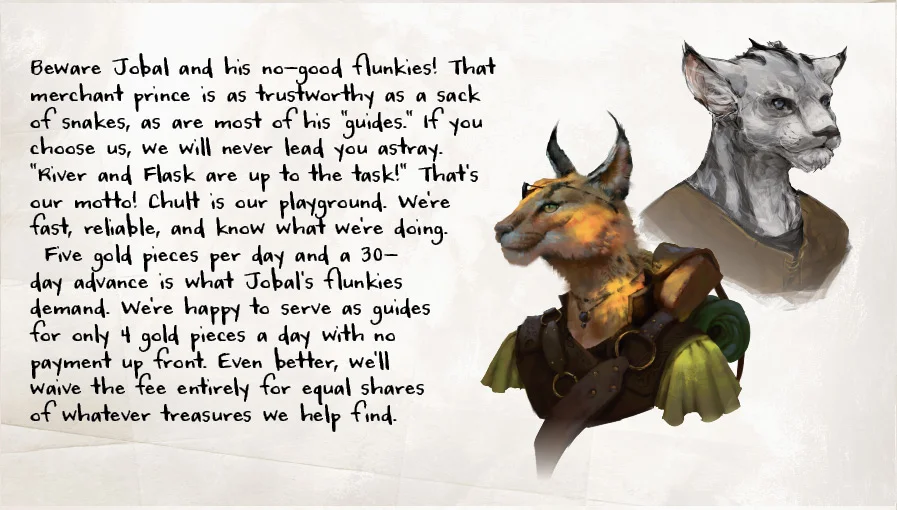 Beware Jobal and his no-good flunkies! That
merchant prince is as trustworthy as a sack
of snakes, as are most of his "guides." If you
choose us, we will never lead you astray.
"River and Flask are up to the task!" That's
our motto! Chult is our playground. We're
fast, reliable, and know what we're doing.
Five gold pieces per day and a 30-
day advance is what Jobal's flunkies
demand. We're happy to serve as guides
for only 4 gold pieces a day with no
payment up front. Even better, we'll
waive the fee entirely for equal shares
of whatever treasures we help find.